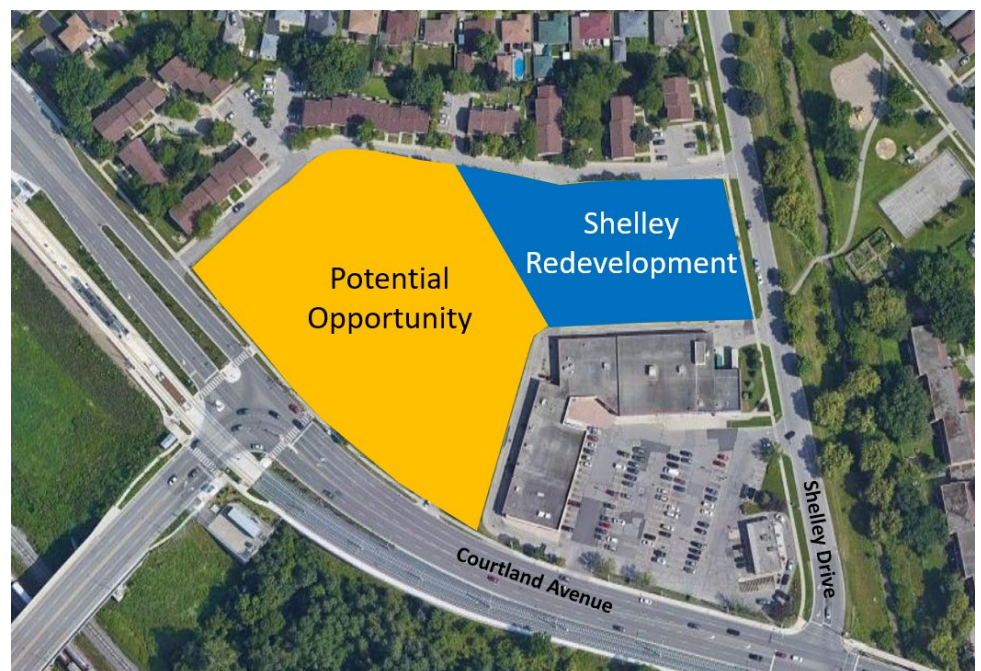 Shelley
Redevelopment
Potential
Opportunity
Shelley Drive
Courtland Avenue